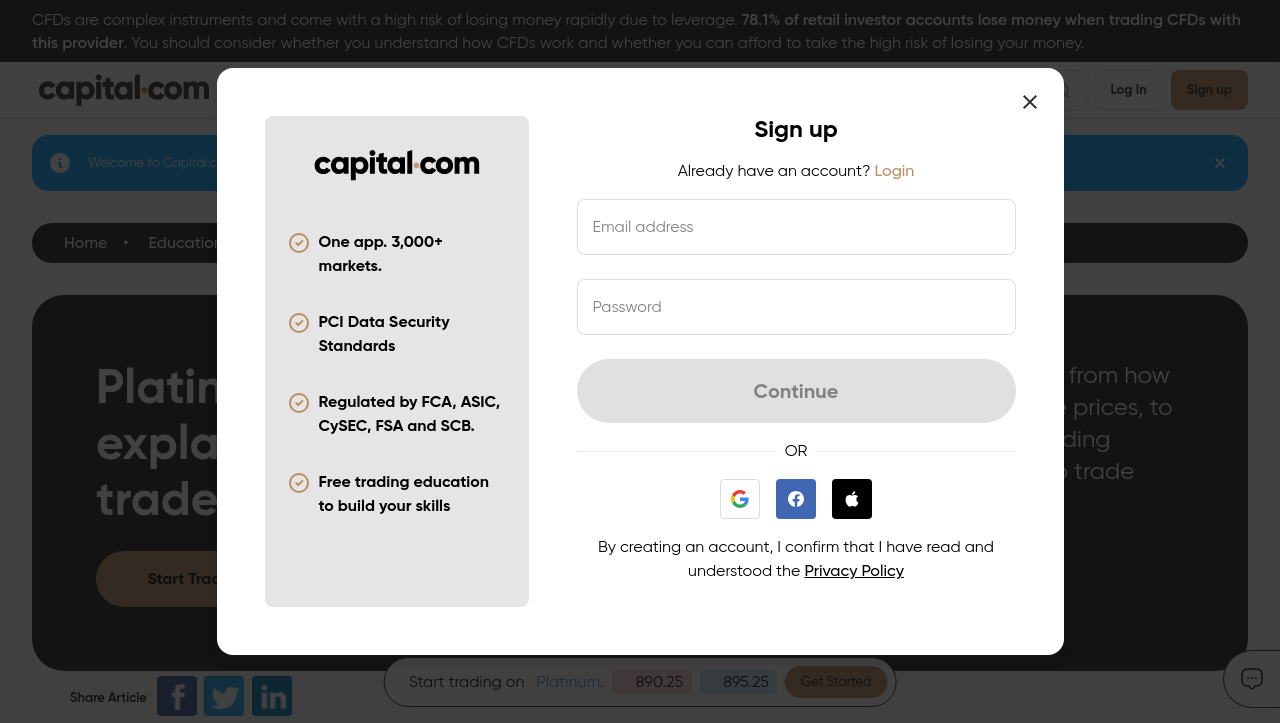 CFDs are complex instruments and come with a high risk of losing money rapidly due to leverage. 78.1% of retail investor accounts lose money when trading CFDs with
this provider. You should consider whether you understand how CFDs work and whether you can afford to take the high risk of losing your money.
capital.com
Log In
Sign up
Welcome to Capital.c
Home • Education
Platin
expla
trade
from how
prices, to
ding
trade
Start Trad
capital.com
One app. 3,000+
markets.
PCI Data Security
Standards
Regulated by FCA, ASIC,
CySEC, FSA and SCB.
Free trading education
to build your skills
Sign up
Already have an account? Login
Email address
Password
Continue
OR
By creating an account, I confirm that I have read and
understood the Privacy Policy
Share Article
Start trading on Platinum. 890.25 895.25 Get Started